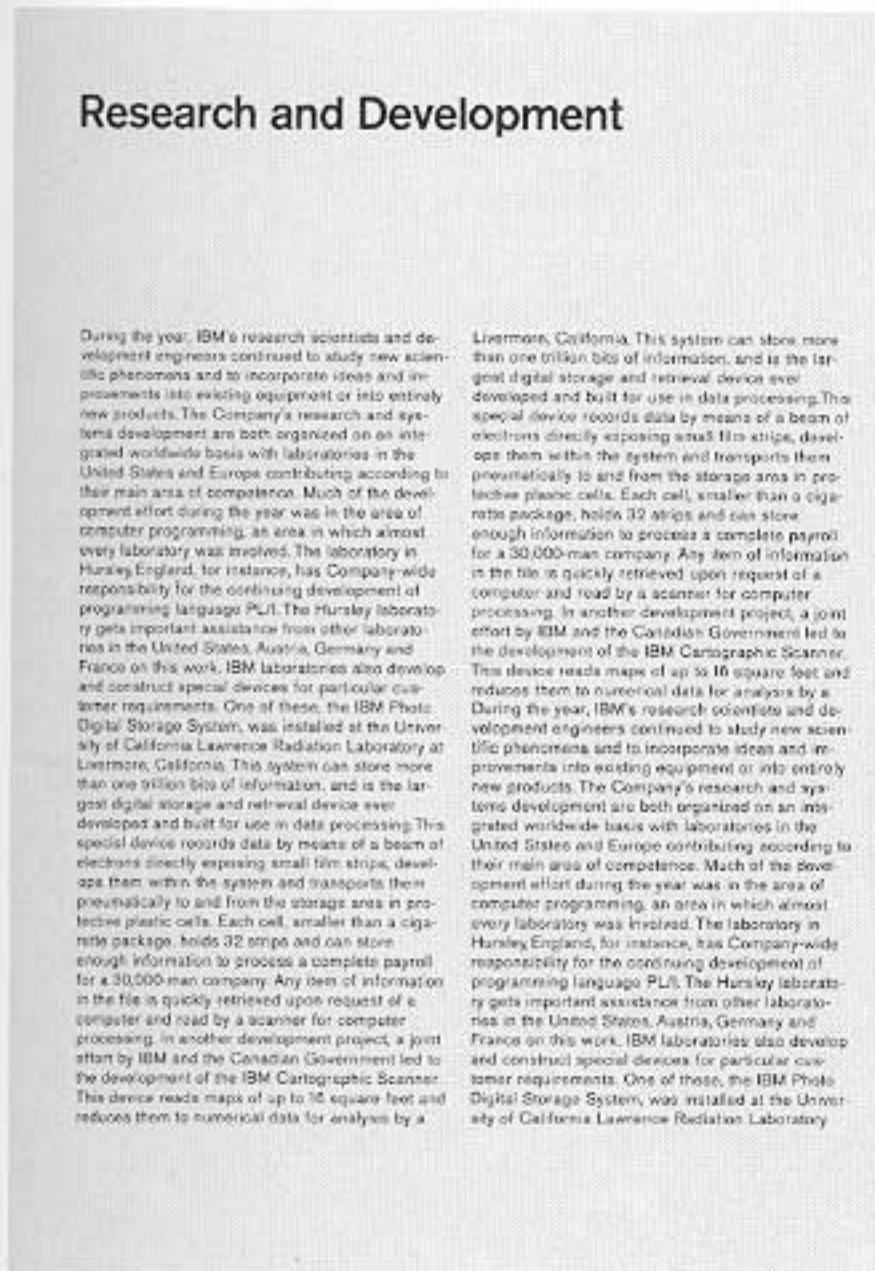 Research and Development
During the year, IBM's research scientists and de-
velopment engineers continued to study new scien-
tific phenomena and to incorporate ideas and im-
provements into existing equipment or into entirely
new products. The Company's research and sys-
tems development are both organized on an inte-
grated worldwide basis with laboratories in the
United States and Europe contributing according to
their main area of competence. Much of the devel-
opment effort during the year was in the area of
computer programming, an area in which almost
every laboratory was involved. The laboratory in
Hursley, England, for instance, has Company-wide
responsibility for the continuing development of
programming language PL/I. The Hursley laborato-
ry gets important assistance from other laborato-
ries in the United States, Austria, Germany and
France on this work. IBM laboratories also develop
and construct special devices for particular cus-
tomer requirements. One of these, the IBM Photo
Digital Storage System, was installed at the Univer-
sity of California Lawrence Radiation Laboratory at
Livermore, California. This system can store more
than one trillion bits of information, and is the lar-
gest digital storage and retrieval device ever
developed and built for use in data processing. This
special device records data by means of a beam of
electrons directly exposing small film strips, devel-
ops them within the system and transports them
pneumatically to and from the storage area in pro-
tective plastic cells. Each cell, smaller than a ciga-
rette package, holds 32 strips and can store
enough information to process a complete payroll
for a 30,000-man company. Any item of information
in the file is quickly retrieved upon request of a
computer and read by a scanner for computer
processing. In another development project, a joint
effort by IBM and the Canadian Government led to
the development of the IBM Cartographic Scanner.
This device reads maps of up to 16 square feet and
reduces them to numerical data for analysis by a
Livermore, California. This system can store more
than one trillion bits of information, and is the lar-
gest digital storage and retrieval device ever
developed and built for use in data processing. This
special device records data by means of a beam of
electrons directly exposing small film strips, devel-
ops them within the system and transports them
pneumatically to and from the storage area in pro-
tective plastic cells. Each cell, smaller than a ciga-
rette package, holds 32 strips and can store
enough information to process a complete payroll
for a 30,000-man company. Any item of information
in the file is quickly retrieved upon request of a
computer and read by a scanner for computer
processing. In another development project, a joint
effort by IBM and the Canadian Government led to
the development of the IBM Cartographic Scanner.
This device reads maps of up to 16 square feet and
reduces them to numerical data for analysis by a
During the year, IBM's research scientists and de-
velopment engineers continued to study new scien-
tific phenomena and to incorporate ideas and im-
provements into existing equipment or into entirely
new products. The Company's research and sys-
tems development are both organized on an inte-
grated worldwide basis with laboratories in the
United States and Europe contributing according to
their main area of competence. Much of the devel-
opment effort during the year was in the area of
computer programming, an area in which almost
every laboratory was involved. The laboratory in
Hursley, England, for instance, has Company-wide
responsibility for the continuing development of
programming language PL/I. The Hursley laborato-
ry gets important assistance from other laborato-
ries in the United States, Austria, Germany and
France on this work. IBM laboratories also develop
and construct special devices for particular cus-
tomer requirements. One of these, the IBM Photo
Digital Storage System, was installed at the Univer
sity of California Lawrence Radiation Laboratory